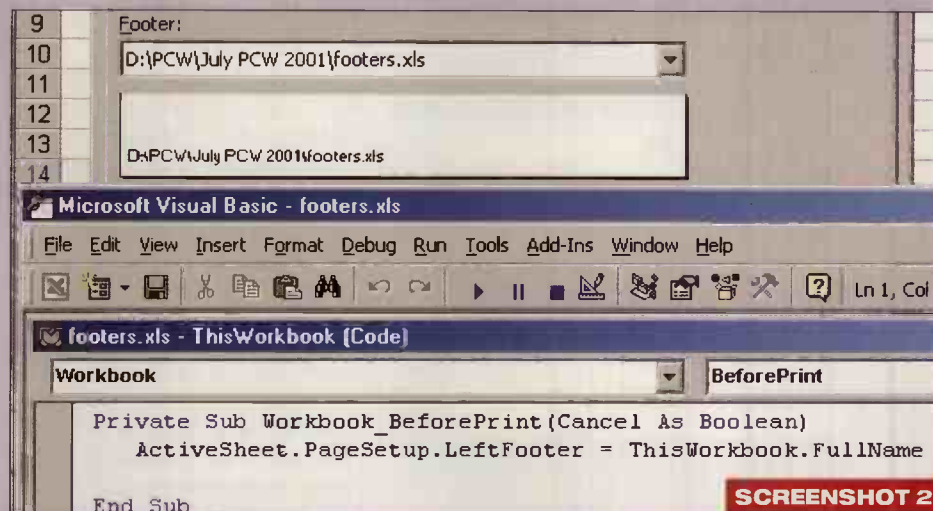 9
Footer:
10
D:\PCW\July PCW 2001\footers.xls
11
12
13
D:\PCW\July PCW 2001\footers.xls
14
Microsoft Visual Basic - footers.xls
File Edit View Insert Format Debug Run Tools Add-Ins Window Help
Ln 1, Col
footers.xls - ThisWorkbook (Code)
Workbook BeforePrint
Private Sub Workbook_BeforePrint(Cancel As Boolean)
ActiveSheet.PageSetup.LeftFooter = ThisWorkbook.FullName
End Sub
SCREENSHOT 2